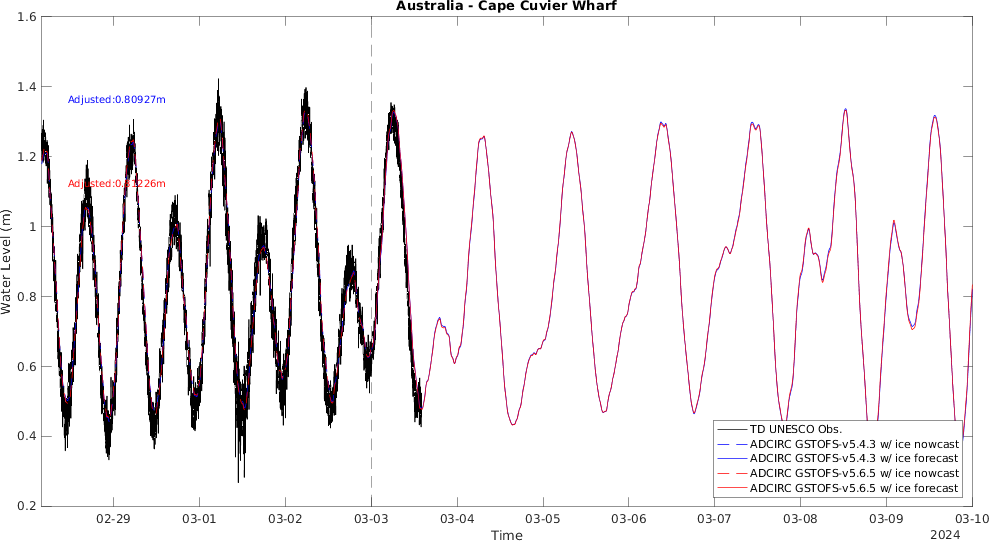 Australia - Cape Cuvier Wharf
1.6
1.4
1.2
1
0.8
0.6
0.4
0.2
Water Level (m)
Adjusted:0.80927m
Adjusted:0.81226m
TD UNESCO Obs.
ADCIRC GSTOFS-v5.4.3 w/ ice nowcast
ADCIRC GSTOFS-v5.4.3 w/ ice forecast
ADCIRC GSTOFS-v5.6.5 w/ ice nowcast
ADCIRC GSTOFS-v5.6.5 w/ ice forecast
02-29 03-01 03-02 03-03 03-04 03-05 03-06 03-07 03-08 03-09 03-10
Time
2024